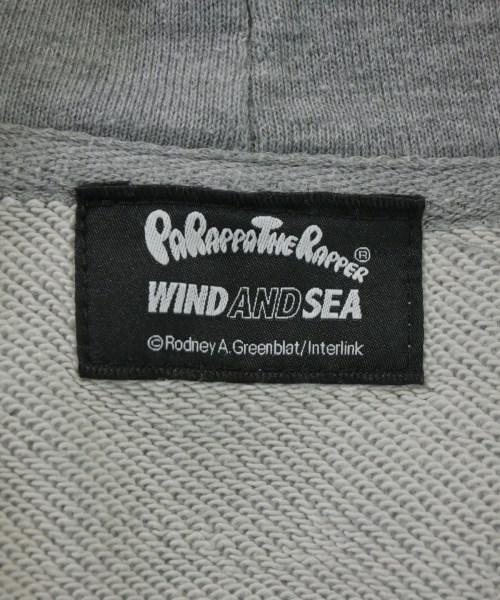 PaRappaTheRapper®
WINDANDSEA
©Rodney A. Greenblat/Interlink